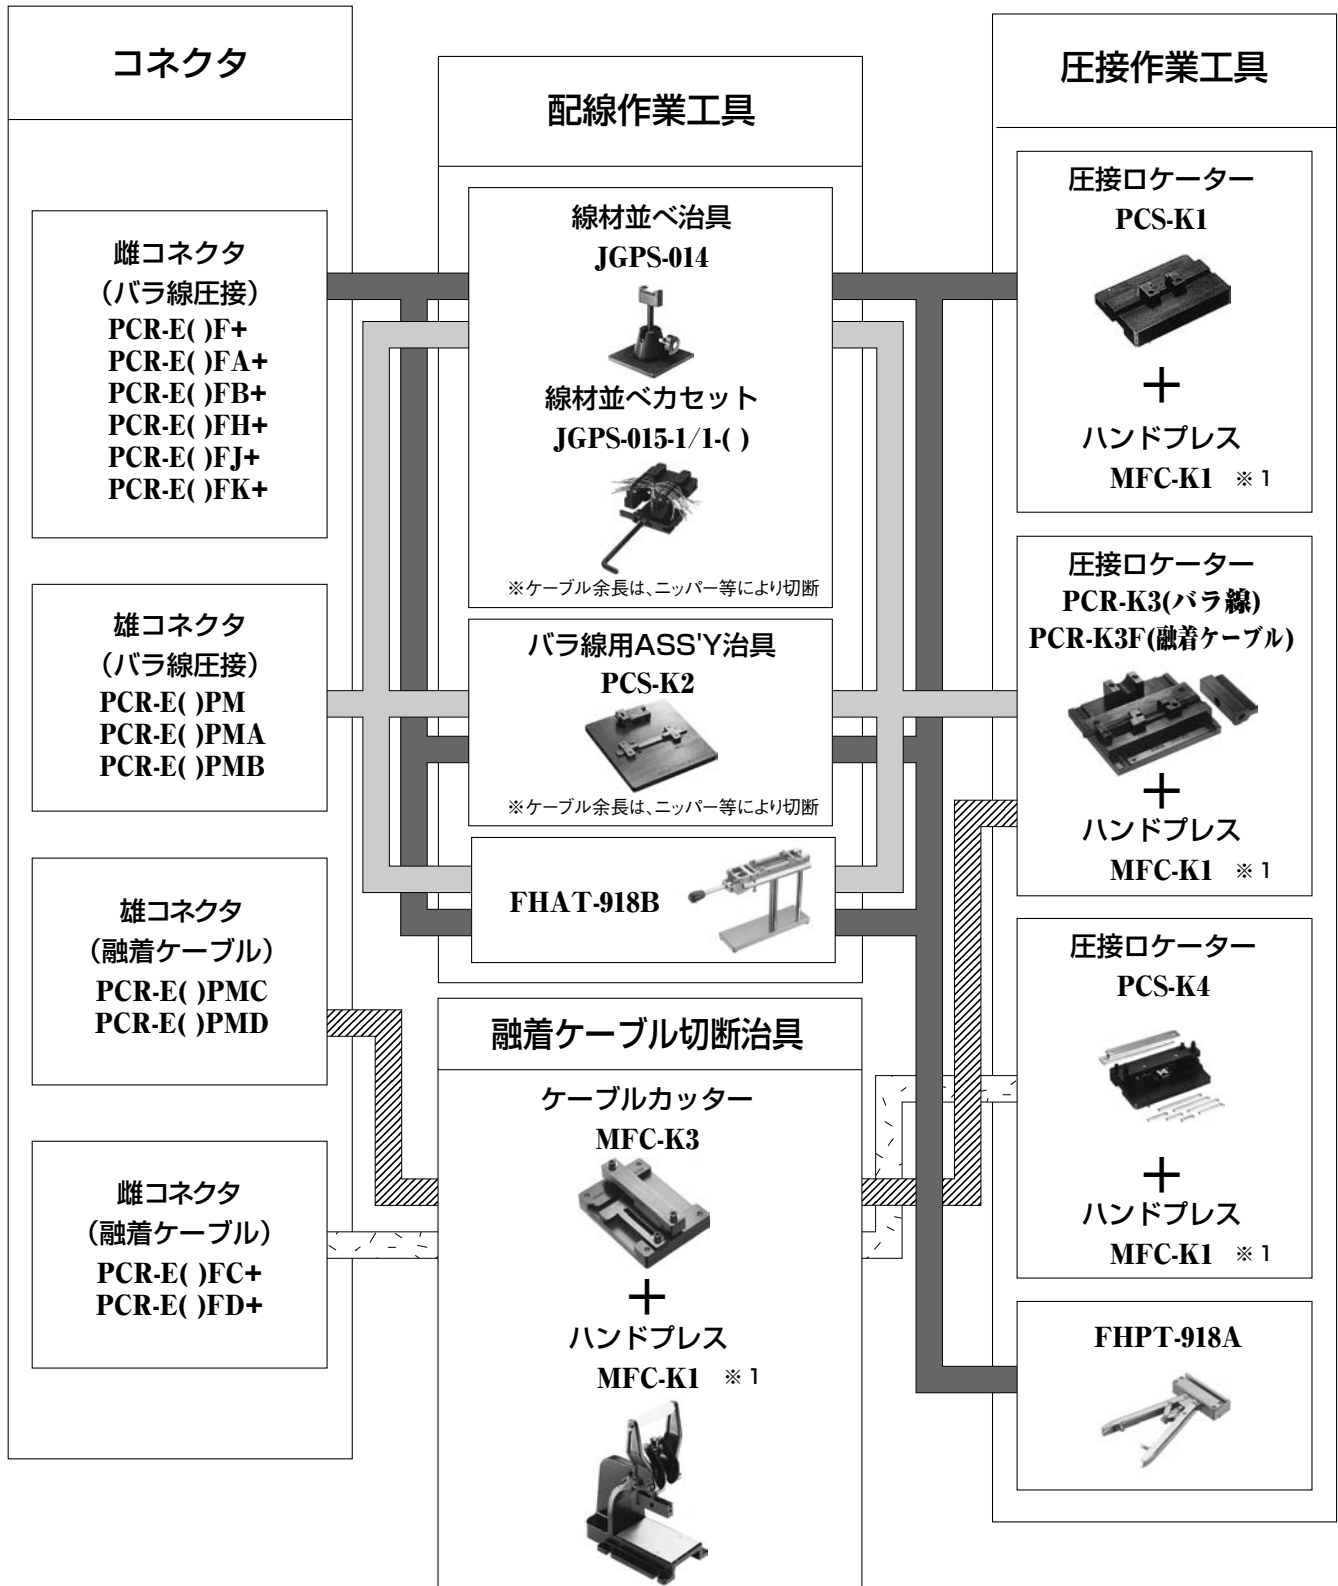 コネクタ
雌コネクタ
（バラ線圧接）
PCR-E( )F+
PCR-E( )FA+
PCR-E( )FB+
PCR-E( )FH+
PCR-E( )FJ+
PCR-E( )FK+
雄コネクタ
（バラ線圧接）
PCR-E( )PM
PCR-E( )PMA
PCR-E( )PMB
雄コネクタ
（融着ケーブル）
PCR-E( )PMC
PCR-E( )PMD
雌コネクタ
（融着ケーブル）
PCR-E( )FC+
PCR-E( )FD+
配線作業工具
線材並べ治具
JGPS-014
線材並べカセット
JGPS-015-1/1-( )
※ケーブル余長は、ニッパー等により切断
バラ線用ASS'Y治具
PCS-K2
※ケーブル余長は、ニッパー等により切断
FHAT-918B
融着ケーブル切断治具
ケーブルカッター
MFC-K3
＋
ハンドプレス
MFC-K1 ※1
圧接作業工具
圧接ロケーター
PCS-K1
＋
ハンドプレス
MFC-K1 ※1
圧接ロケーター
PCR-K3(バラ線)
PCR-K3F(融着ケーブル)
＋
ハンドプレス
MFC-K1 ※1
圧接ロケーター
PCS-K4
＋
ハンドプレス
MFC-K1 ※1
FHPT-918A